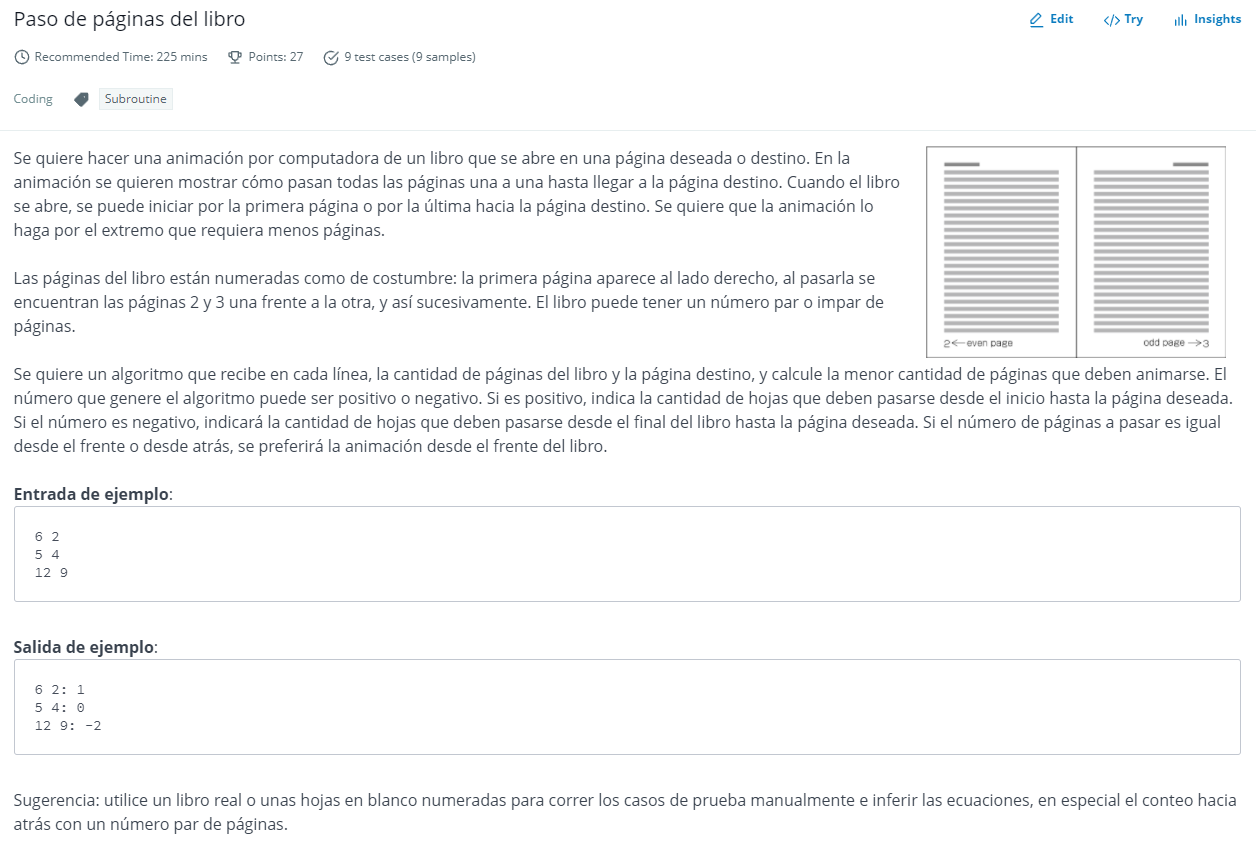 Paso de páginas del libro
Edit
</> Try
Insights
Recommended Time: 225 mins
Points: 27
9 test cases (9 samples)
Coding
Subroutine
Se quiere hacer una animación por computadora de un libro que se abre en una página deseada o destino. En la
animación se quieren mostrar cómo pasan todas las páginas una a una hasta llegar a la página destino. Cuando el libro
se abre, se puede iniciar por la primera página o por la última hacia la página destino. Se quiere que la animación lo
haga por el extremo que requiera menos páginas.
Las páginas del libro están numeradas como de costumbre: la primera página aparece al lado derecho, al pasarla se
encuentran las páginas 2 y 3 una frente a la otra, y así sucesivamente. El libro puede tener un número par o impar de
páginas.
2<—even page
odd page —>3
Se quiere un algoritmo que recibe en cada línea, la cantidad de páginas del libro y la página destino, y calcule la menor cantidad de páginas que deben animarse. El
número que genere el algoritmo puede ser positivo o negativo. Si es positivo, indica la cantidad de hojas que deben pasarse desde el inicio hasta la página deseada.
Si el número es negativo, indicará la cantidad de hojas que deben pasarse desde el final del libro hasta la página deseada. Si el número de páginas a pasar es igual
desde el frente o desde atrás, se preferirá la animación desde el frente del libro.
Entrada de ejemplo:
6 2
5 4
12 9
Salida de ejemplo:
6 2: 1
5 4: 0
12 9: -2
Sugerencia: utilice un libro real o unas hojas en blanco numeradas para correr los casos de prueba manualmente e inferir las ecuaciones, en especial el conteo hacia
atrás con un número par de páginas.